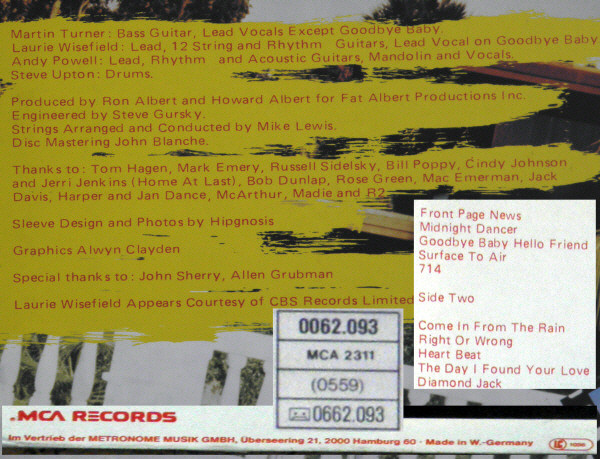 Martin Turner: Bass Guitar, Lead Vocals Except Goodbye Baby.
Laurie Wisefield: Lead, 12 String and Rhythm Guitars, Lead Vocal on Goodbye Baby
Andy Powell: Lead, Rhythm and Acoustic Guitars, Mandolin and Vocals.
Steve Upton: Drums.
Produced by Ron Albert and Howard Albert for Fat Albert Productions Inc.
Engineered by Steve Gursky.
Strings Arranged and Conducted by Mike Lewis.
Disc Mastering John Blanche.
Thanks to: Tom Hagen, Mark Emery, Russell Sidelsky, Bill Poppy, Cindy Johnson
and Jerri Jenkins (Home At Last), Bob Dunlap, Rose Green, Mac Emerman, Jack
Davis, Harper and Jan Dance, McArthur, Madie and R2
Sleeve Design and Photos by Hipgnosis
Graphics Alwyn Clayden
Special thanks to: John Sherry, Allen Grubman
Laurie Wisefield Appears Courtesy of CBS Records Limited
Front Page News
Midnight Dancer
Goodbye Baby Hello Friend
Surface To Air
714
Side Two
Come In From The Rain
Right Or Wrong
Heart Beat
The Day I Found Your Love
Diamond Jack
0062.093
MCA 2311
(0559)
0662.093
.MCA RECORDS
Im Vertrieb der METRONOME MUSIK GMBH, Überseering 21, 2000 Hamburg 60 · Made in W.-Germany